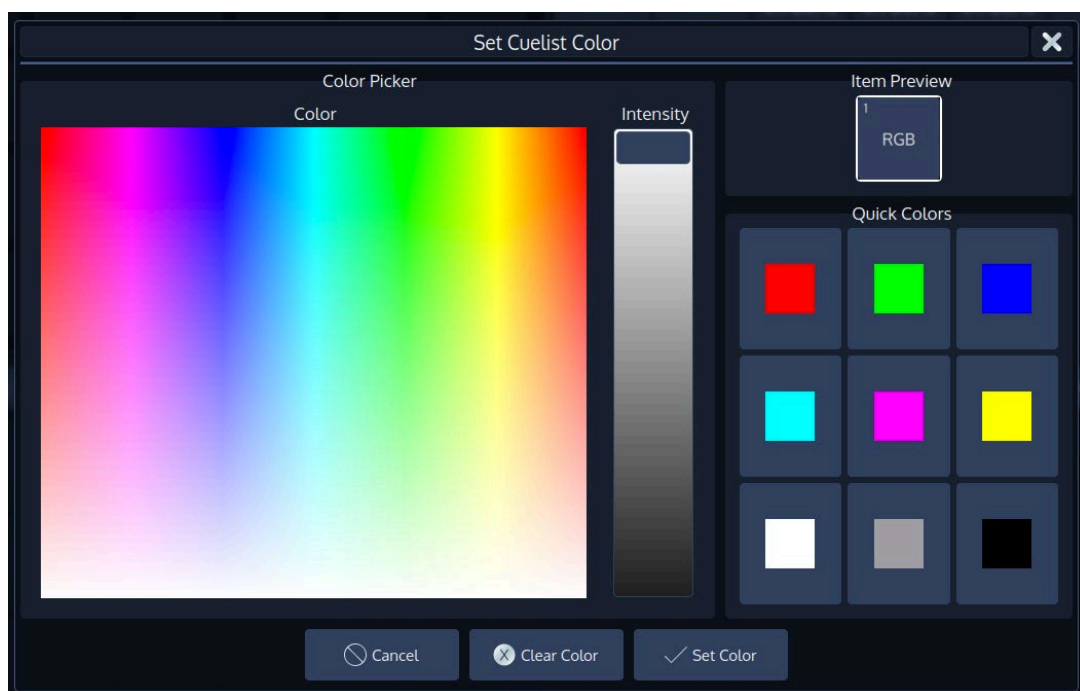 Set Cuelist Color
Color Picker
Color
Intensity
Item Preview
1
RGB
Quick Colors
Cancel
X Clear Color
Set Color